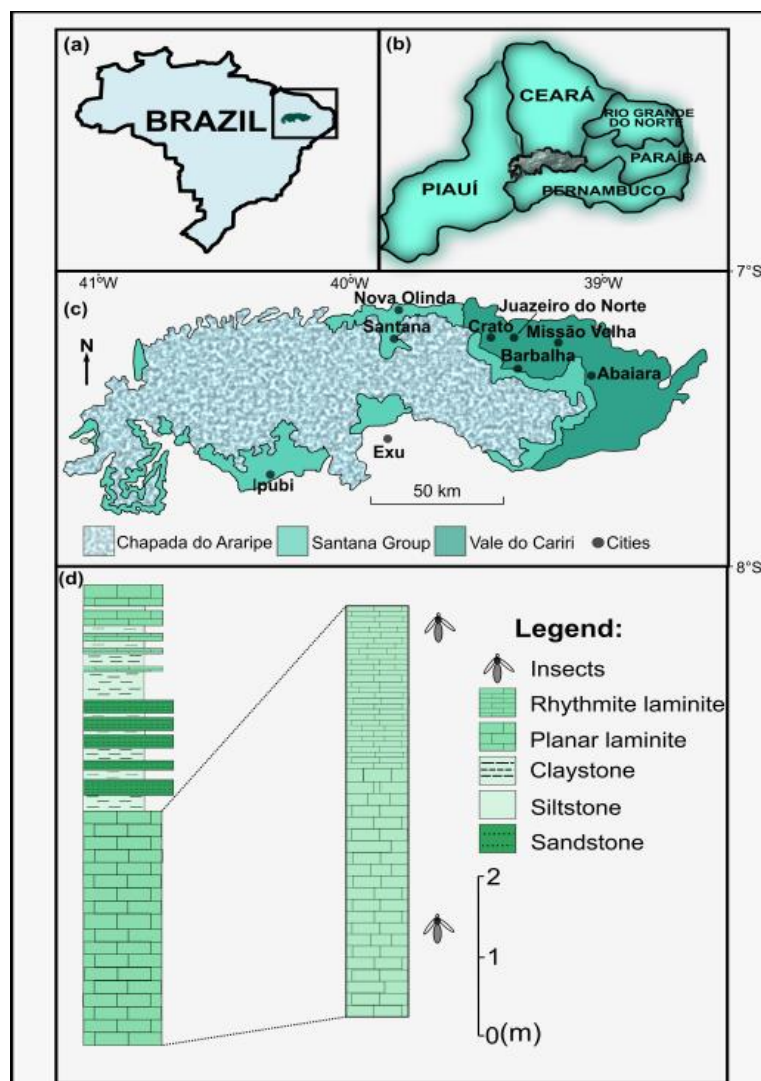 (a)
BRAZIL
(b)
CEARÁ
RIO GRANDE
DO NORTE
PARAÍBA
PIAUÍ
PERNAMBUCO
41°W
40°W
39°W
7°S
(c)
Nova Olinda
Juazeiro do Norte
Santana
Crato
Missão Velha
Barbalha
Abaiara
N
Exu
Ipubi
50 km
Chapada do Araripe
Santana Group
Vale do Cariri
Cities
8°S
(d)
Legend:
Insects
Rhythmite laminite
Planar laminite
Claystone
Siltstone
Sandstone
2
1
0(m)